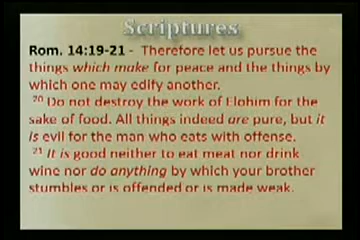 Scriptures
Rom. 14:19-21 - Therefore let us pursue the
things which make for peace and the things by
which one may edify another.
20 Do not destroy the work of Elohim for the
sake of food. All things indeed are pure, but it
is evil for the man who eats with offense.
21 It is good neither to eat meat nor drink
wine nor do anything by which your brother
stumbles or is offended or is made weak.